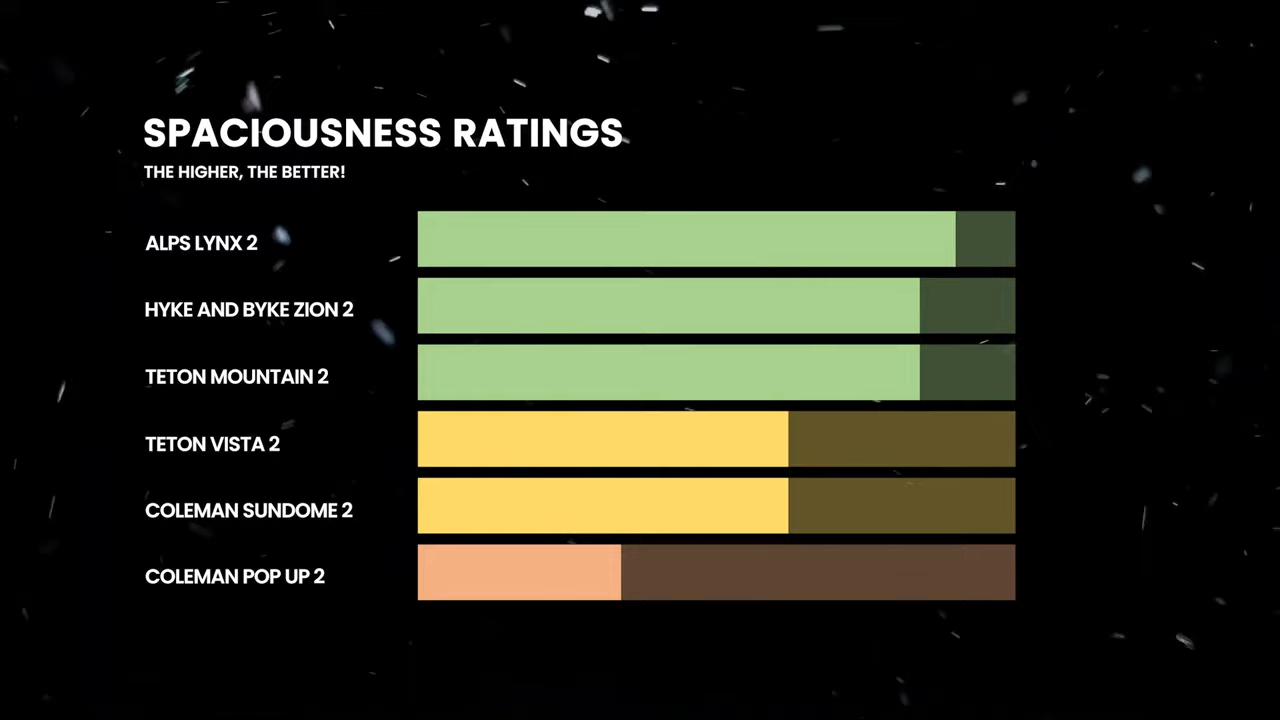 SPACIOUSNESS RATINGS
THE HIGHER, THE BETTER!
ALPS LYNX 2
HYKE AND BYKE ZION 2
TETON MOUNTAIN 2
TETON VISTA 2
COLEMAN SUNDOME 2
COLEMAN POP UP 2